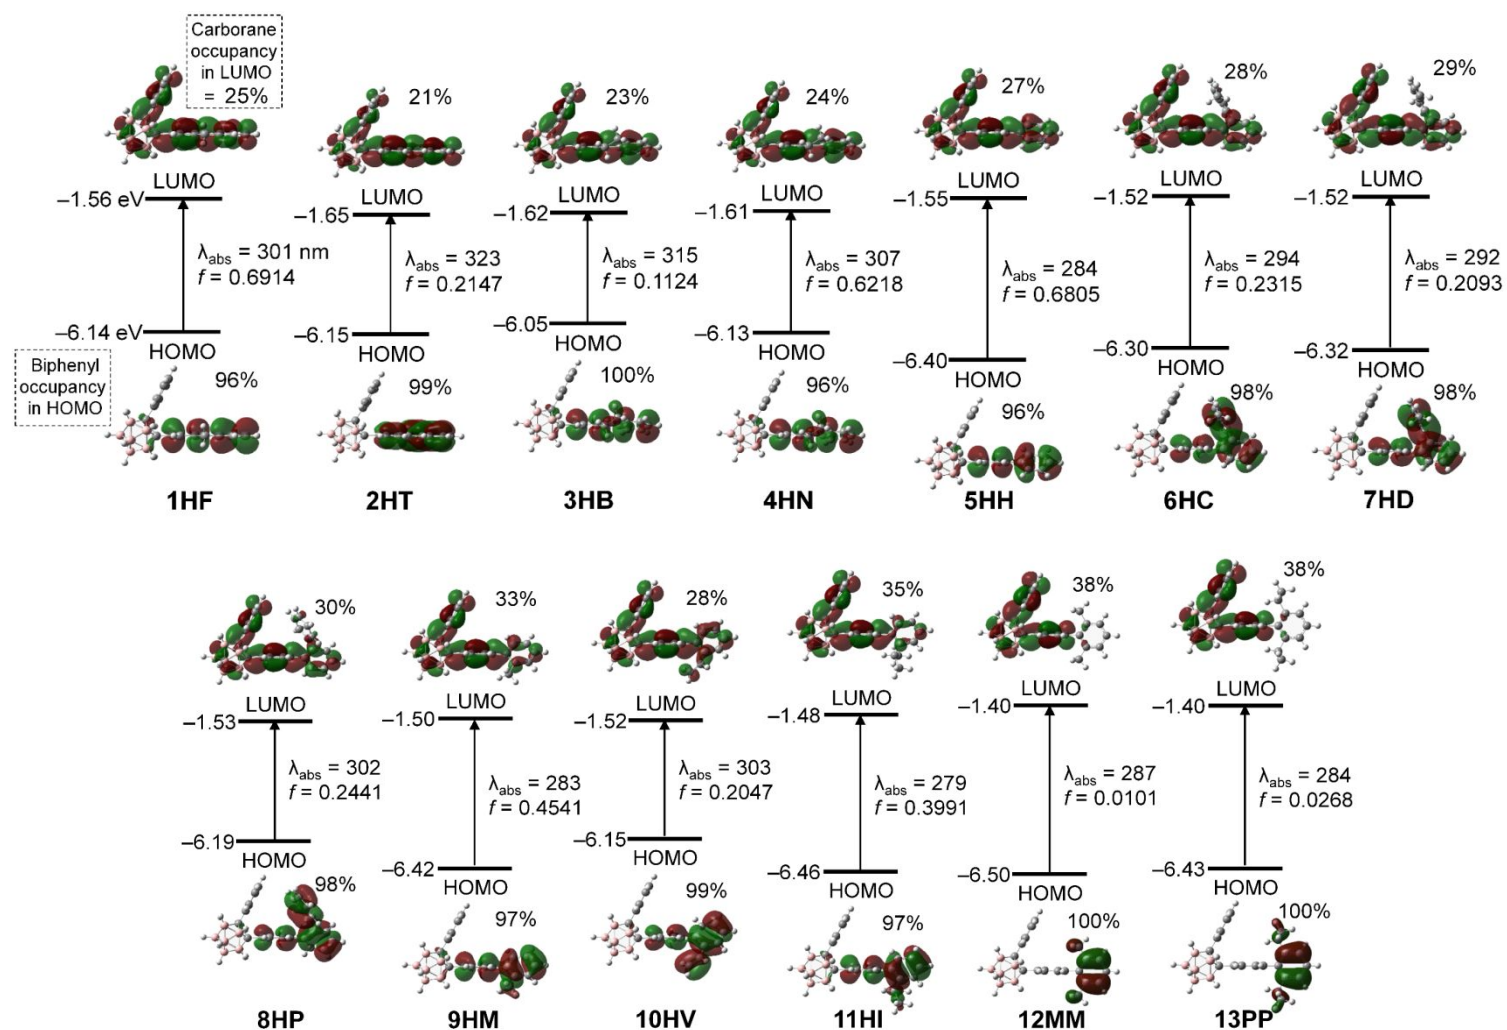 Carborane
occupancy
in LUMO
= 25%
LUMO
–1.56 eV
λabs = 301 nm
f = 0.6914
–6.14 eV
HOMO
Biphenyl
occupancy
in HOMO
96%
1HF
21%
LUMO
–1.65
λabs = 323
f = 0.2147
–6.15
HOMO
99%
2HT
23%
LUMO
–1.62
λabs = 315
f = 0.1124
–6.05
HOMO
100%
3HB
24%
LUMO
–1.61
λabs = 307
f = 0.6218
–6.13
HOMO
96%
4HN
27%
LUMO
–1.55
λabs = 284
f = 0.6805
–6.40
HOMO
96%
5HH
28%
LUMO
–1.52
λabs = 294
f = 0.2315
–6.30
HOMO
98%
6HC
29%
LUMO
–1.52
λabs = 292
f = 0.2093
–6.32
HOMO
98%
7HD
30%
LUMO
–1.53
λabs = 302
f = 0.2441
–6.19
HOMO
98%
8HP
33%
LUMO
–1.50
λabs = 283
f = 0.4541
–6.42
HOMO
97%
9HM
28%
LUMO
–1.52
λabs = 303
f = 0.2047
–6.15
HOMO
99%
10HV
35%
LUMO
–1.48
λabs = 279
f = 0.3991
–6.46
HOMO
97%
11HI
38%
LUMO
–1.40
λabs = 287
f = 0.0101
–6.50
HOMO
100%
12MM
38%
LUMO
–1.40
λabs = 284
f = 0.0268
–6.43
HOMO
100%
13PP